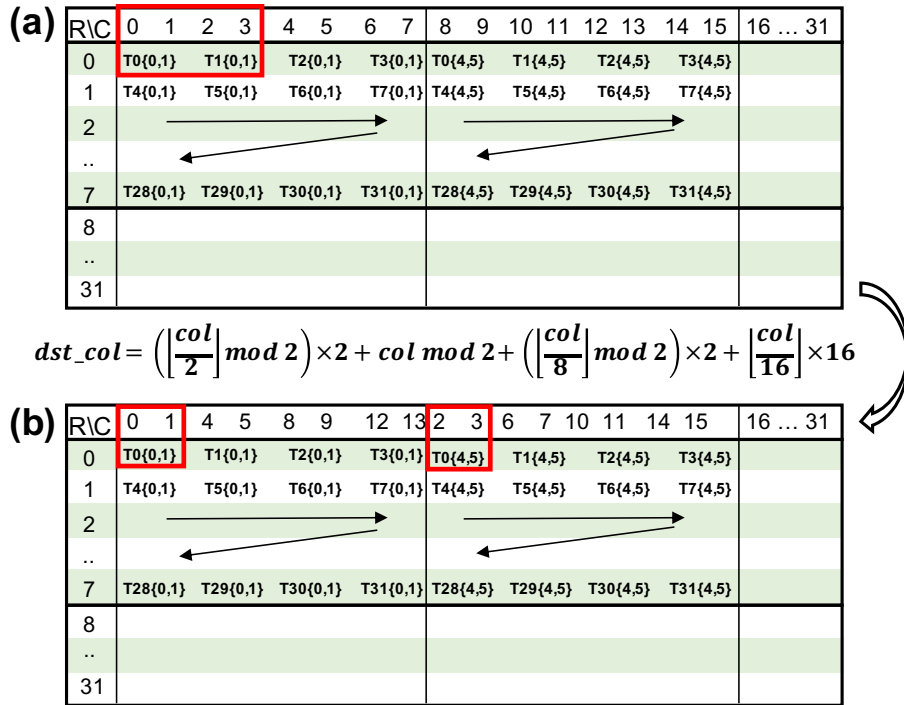 (a)
R\C 0 1 2 3 4 5 6 7 8 9 10 11 12 13 14 15 16 ... 31
0 T0{0,1} T1{0,1} T2{0,1} T3{0,1} T0{4,5} T1{4,5} T2{4,5} T3{4,5}
1 T4{0,1} T5{0,1} T6{0,1} T7{0,1} T4{4,5} T5{4,5} T6{4,5} T7{4,5}
2
..
7 T28{0,1} T29{0,1} T30{0,1} T31{0,1} T28{4,5} T29{4,5} T30{4,5} T31{4,5}
8
..
31
dst_col = (⌊col/2⌋ mod 2) × 2 + col mod 2 + (⌊col/8⌋ mod 2) × 2 + ⌊col/16⌋ × 16
(b)
R\C 0 1 4 5 8 9 12 13 2 3 6 7 10 11 14 15 16 ... 31
0 T0{0,1} T1{0,1} T2{0,1} T3{0,1} T0{4,5} T1{4,5} T2{4,5} T3{4,5}
1 T4{0,1} T5{0,1} T6{0,1} T7{0,1} T4{4,5} T5{4,5} T6{4,5} T7{4,5}
2
..
7 T28{0,1} T29{0,1} T30{0,1} T31{0,1} T28{4,5} T29{4,5} T30{4,5} T31{4,5}
8
..
31